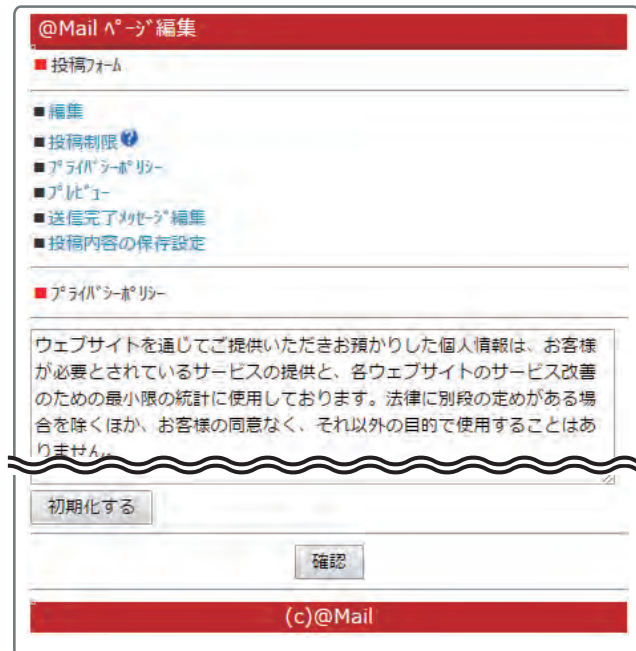 @Mail ﾍﾟｰｼﾞ編集
■ 投稿ﾌｫｰﾑ
■編集
■投稿制限?
■ﾌﾟﾗｲﾊﾞｼｰﾎﾟﾘｼｰ
■ﾌﾟﾚﾋﾞｭｰ
■送信完了ﾒｯｾｰｼﾞ編集
■投稿内容の保存設定
■ ﾌﾟﾗｲﾊﾞｼｰﾎﾟﾘｼｰ
ウェブサイトを通じてご提供いただきお預かりした個人情報は、お客様
が必要とされているサービスの提供と、各ウェブサイトのサービス改善
のための最小限の統計に使用しております。法律に別段の定めがある場
合を除くほか、お客様の同意なく、それ以外の目的で使用することはあ
りません。
初期化する
確認
(c)@Mail